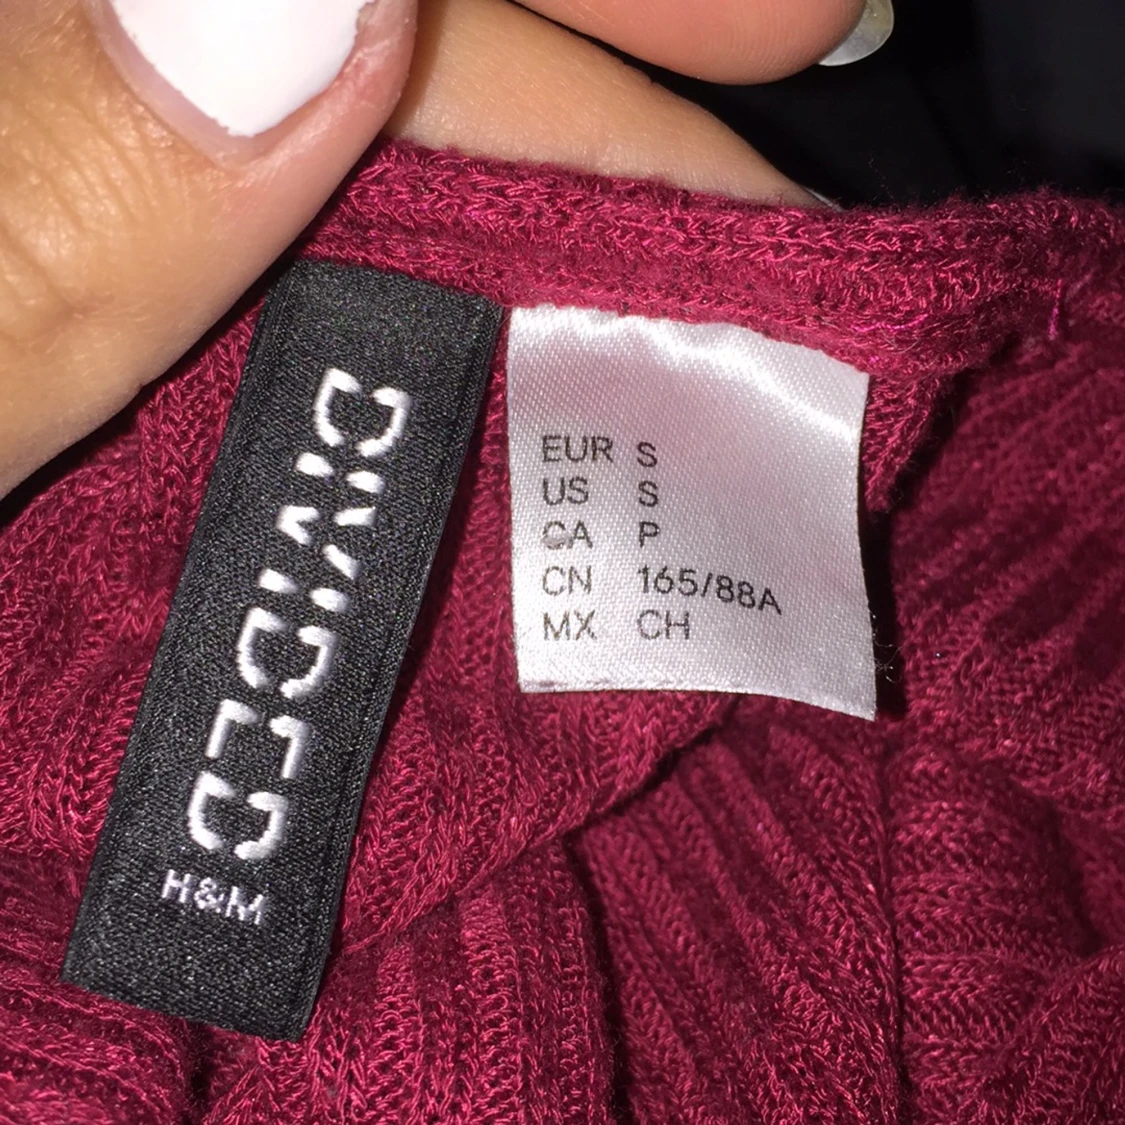 DIVIDED
H&M
EUR S
US S
CA P
CN 165/88A
MX CH